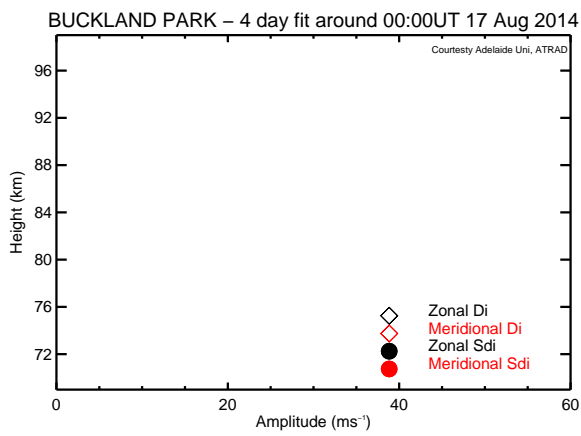 BUCKLAND PARK – 4 day fit around 00:00UT 17 Aug 2014
Courtesty Adelaide Uni, ATRAD
96
92
88
84
80
76
72
Height (km)
Zonal Di
Meridional Di
Zonal Sdi
Meridional Sdi
0 20 40 60
Amplitude (ms⁻¹)